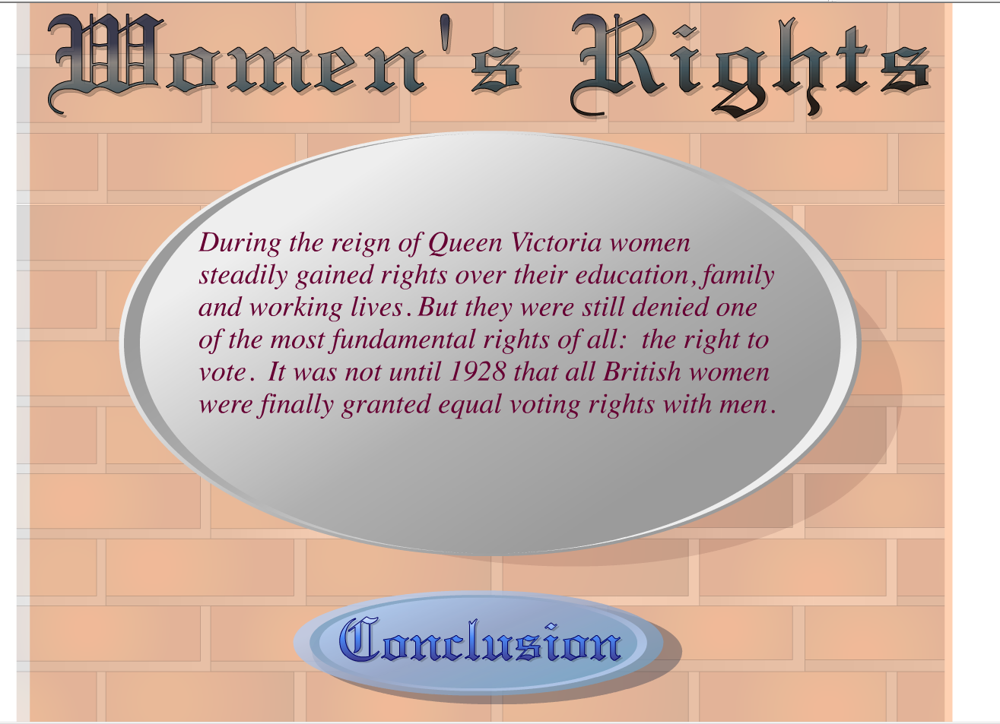 Women's Rights
During the reign of Queen Victoria women
steadily gained rights over their education, family
and working lives. But they were still denied one
of the most fundamental rights of all:  the right to
vote.  It was not until 1928 that all British women
were finally granted equal voting rights with men.
Conclusion